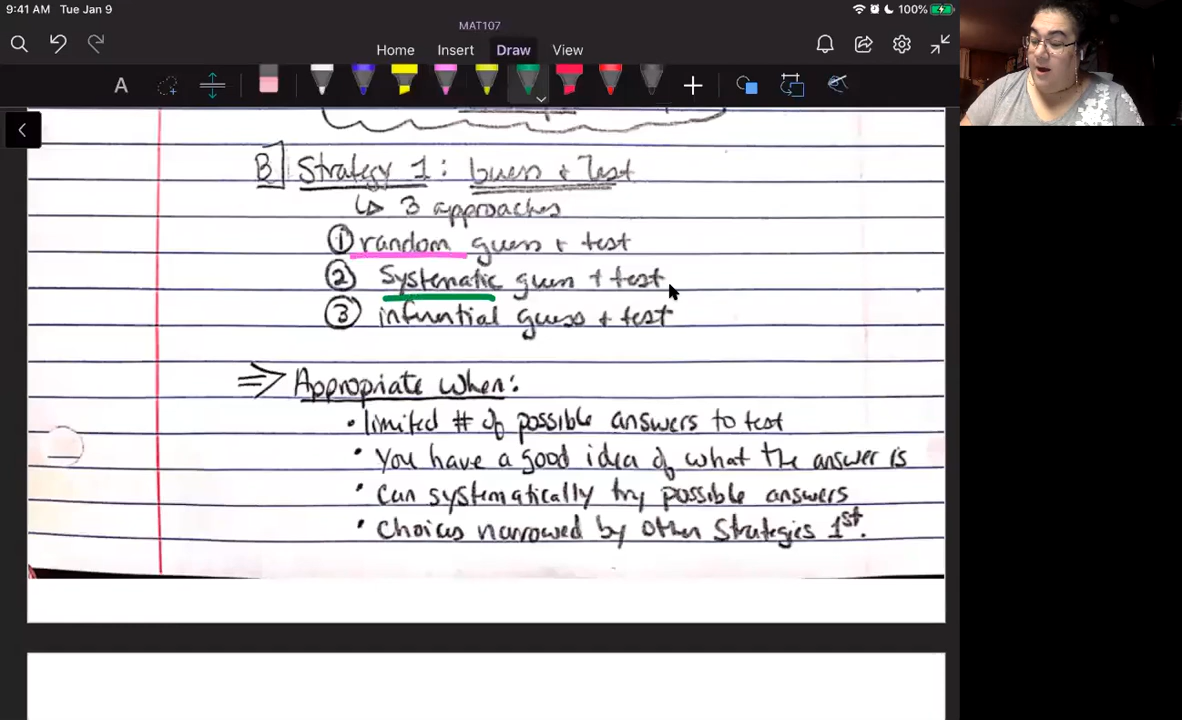 9:41 AM Tue Jan 9
100%
MAT107
Home Insert Draw View
A
B Strategy 1: Guess + Test
↳ 3 approaches
① random guess + test
② Systematic guess + test
③ inferential guess + test
⇒ Appropriate when:
• limited # of possible answers to test
• You have a good idea of what the answer is
• Can systematically try possible answers
• Choices narrowed by other Strategies 1st.